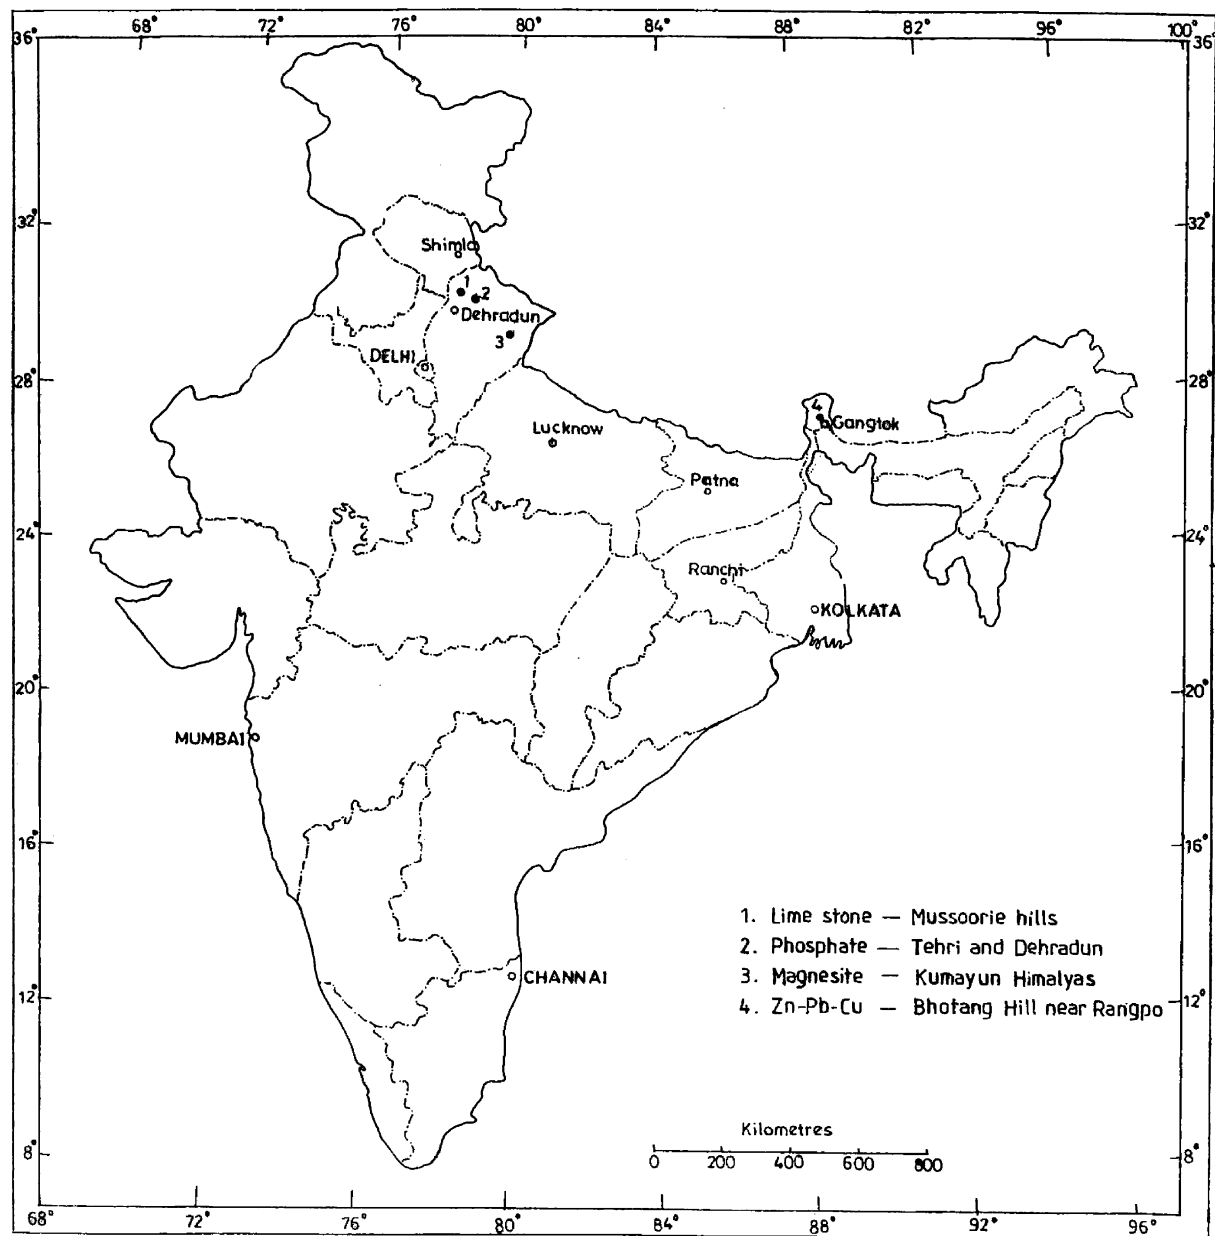 68° 72° 76° 80° 84° 88° 92° 96° 100°
36° 36°
32° 32°
Shimla
1
2
Dehradun
3
DELHI
28° 28°
4
Gangtok
Lucknow
Patna
24° 24°
Ranchi
KOLKATA
20° 20°
MUMBAI
16° 16°
1. Lime stone — Mussoorie hills
2. Phosphate — Tehri and Dehradun
CHANNAI
3. Magnesite — Kumayun Himalyas
12° 12°
4. Zn-Pb-Cu — Bhotang Hill near Rangpo
Kilometres
8° 8°
0 200 400 600 800
68° 72° 76° 80° 84° 88° 92° 96°